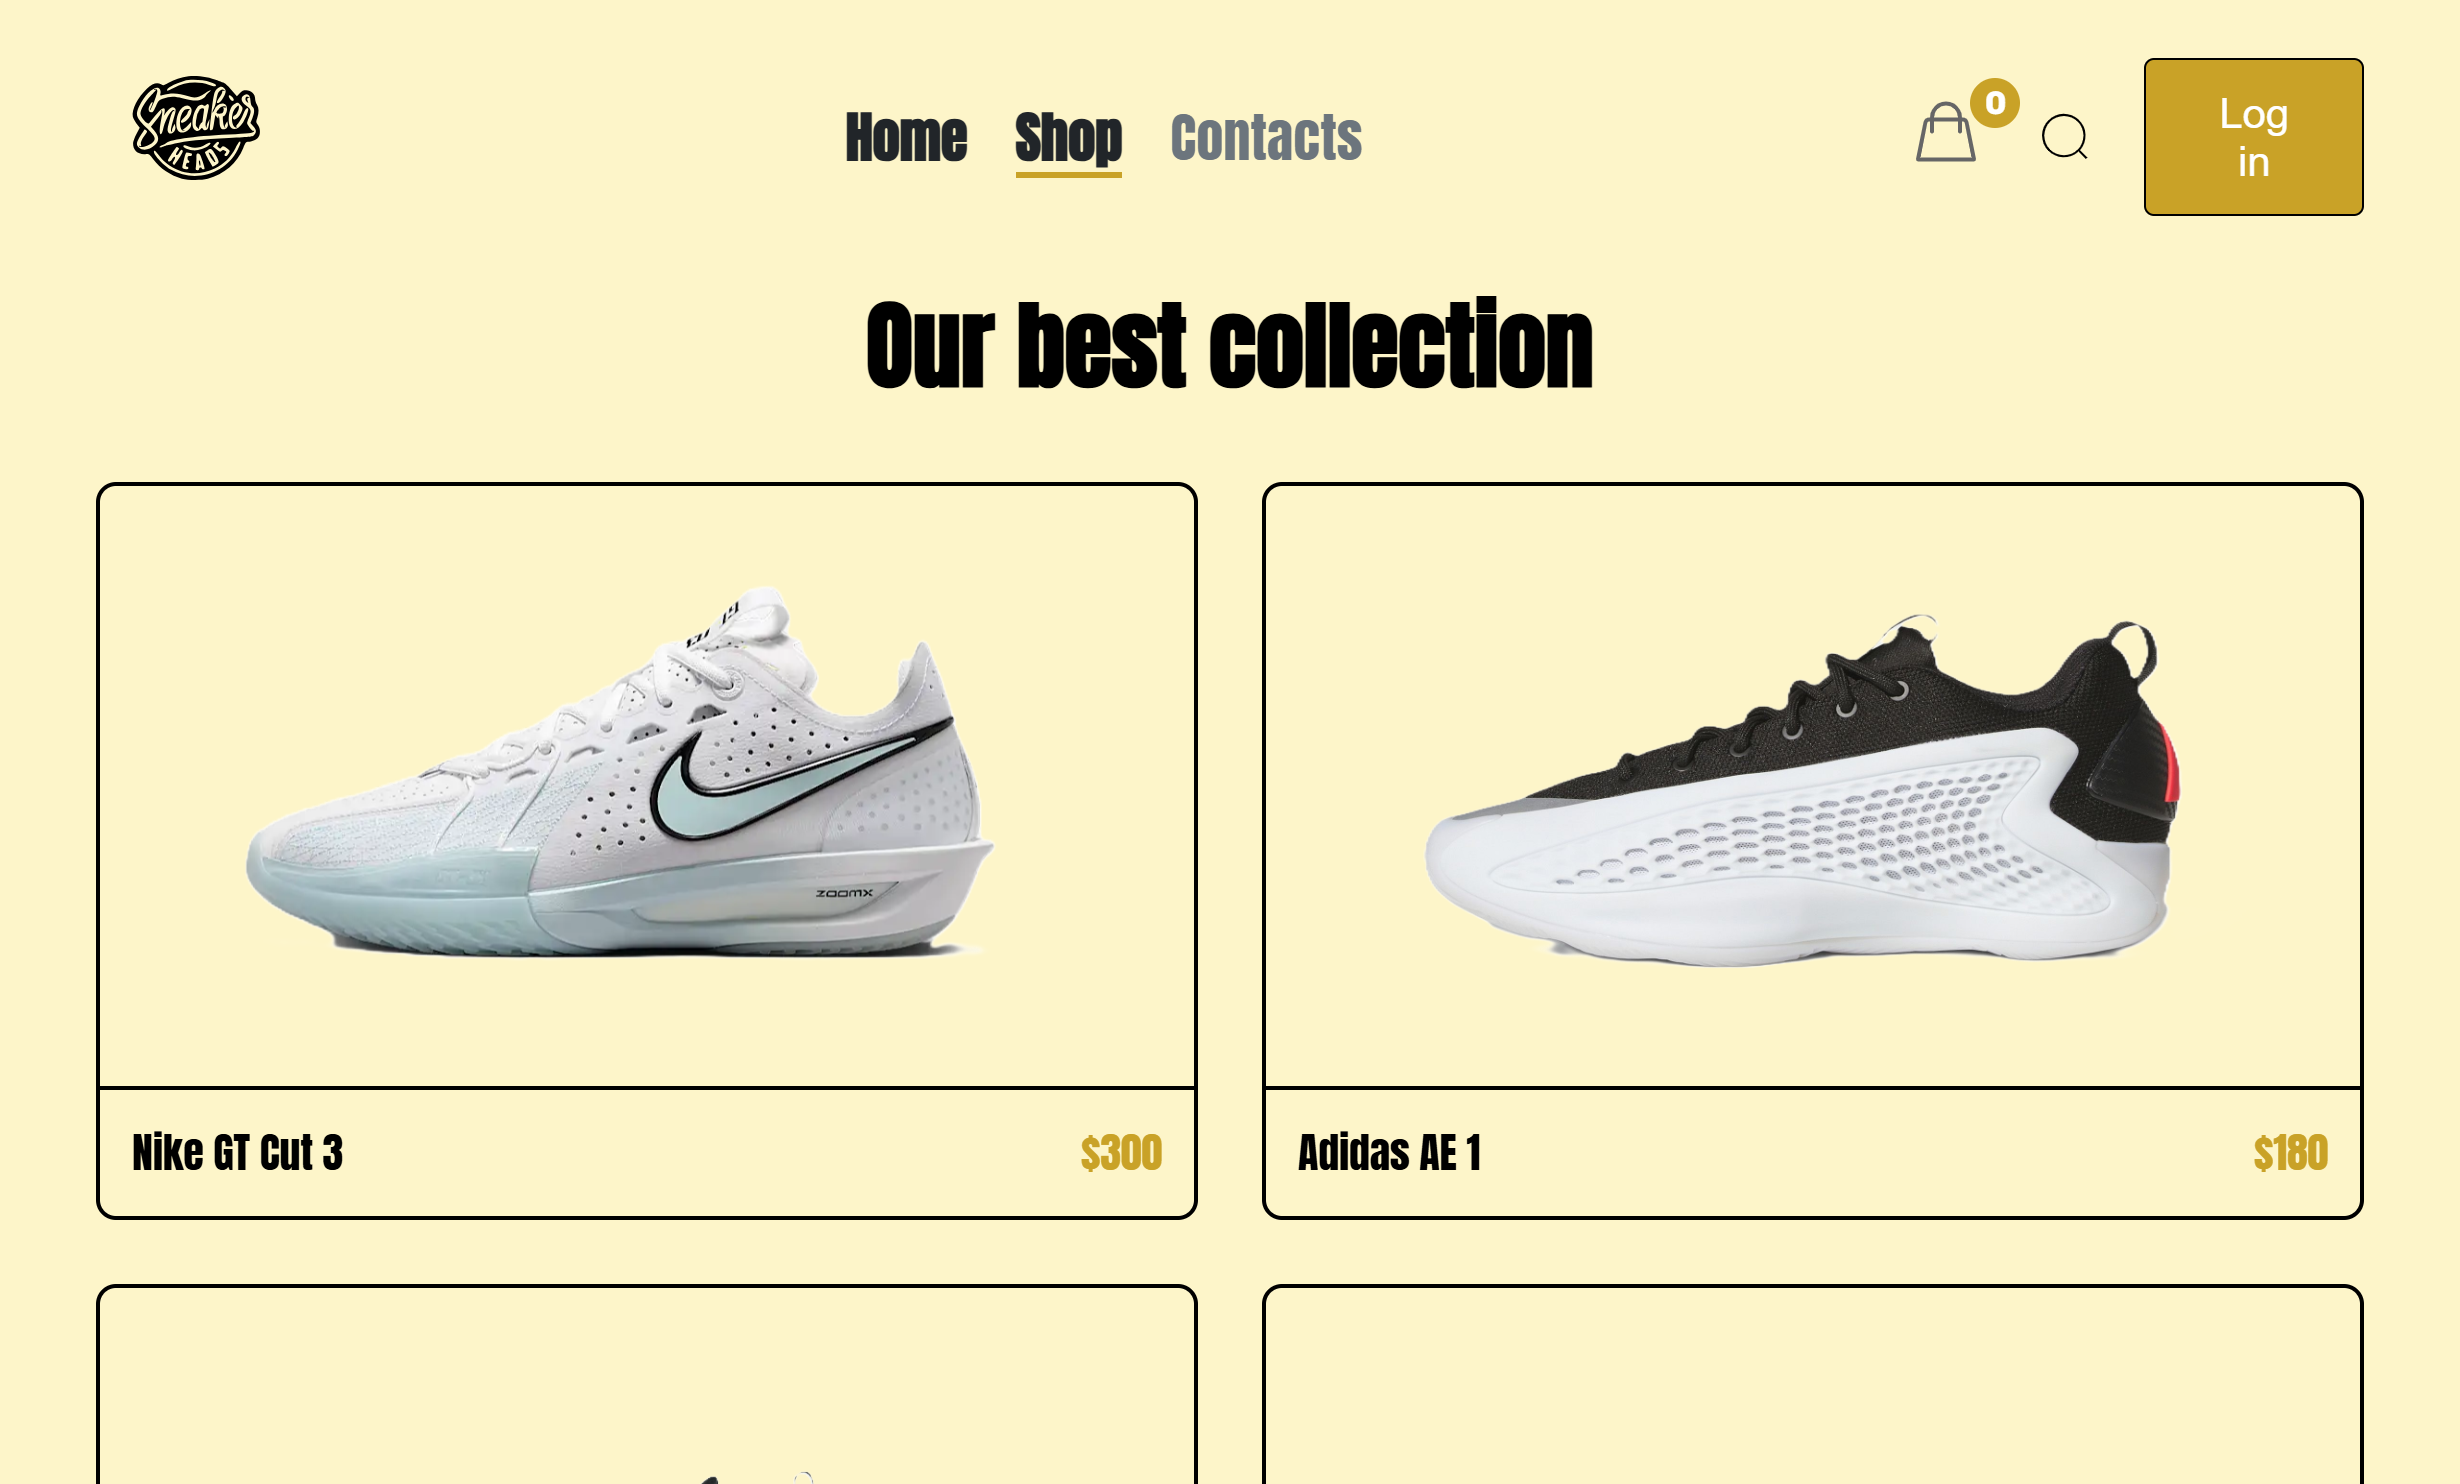 Sneaker
HEADS
Home Shop Contacts
0
Log
in
Our best collection
ZOOMX
Nike GT Cut 3 $300
Adidas AE 1 $180